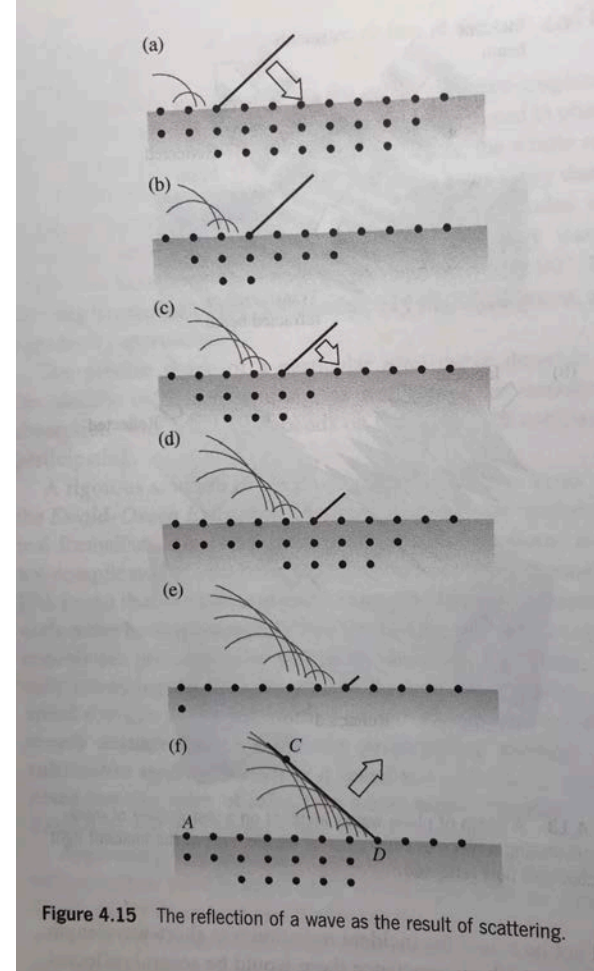 (a)
(b)
(c)
(d)
(e)
(f)
C
A
D
Figure 4.15 The reflection of a wave as the result of scattering.